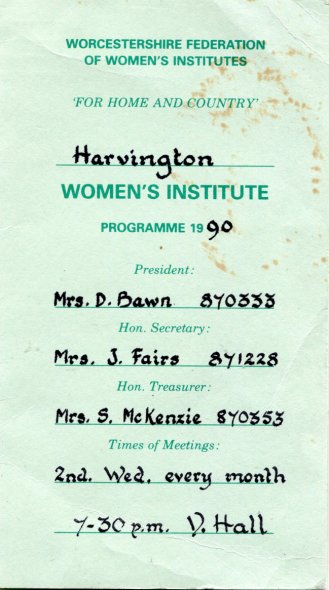 WORCESTERSHIRE FEDERATION
OF WOMEN'S INSTITUTES
'FOR HOME AND COUNTRY'
Harvington
WOMEN'S INSTITUTE
PROGRAMME 1990
President:
Mrs. D. Bawn 870333
Hon. Secretary:
Mrs. J. Fairs 871228
Hon. Treasurer:
Mrs. S. McKenzie 870353
Times of Meetings:
2nd. Wed. every month
7-30 p.m. V. Hall